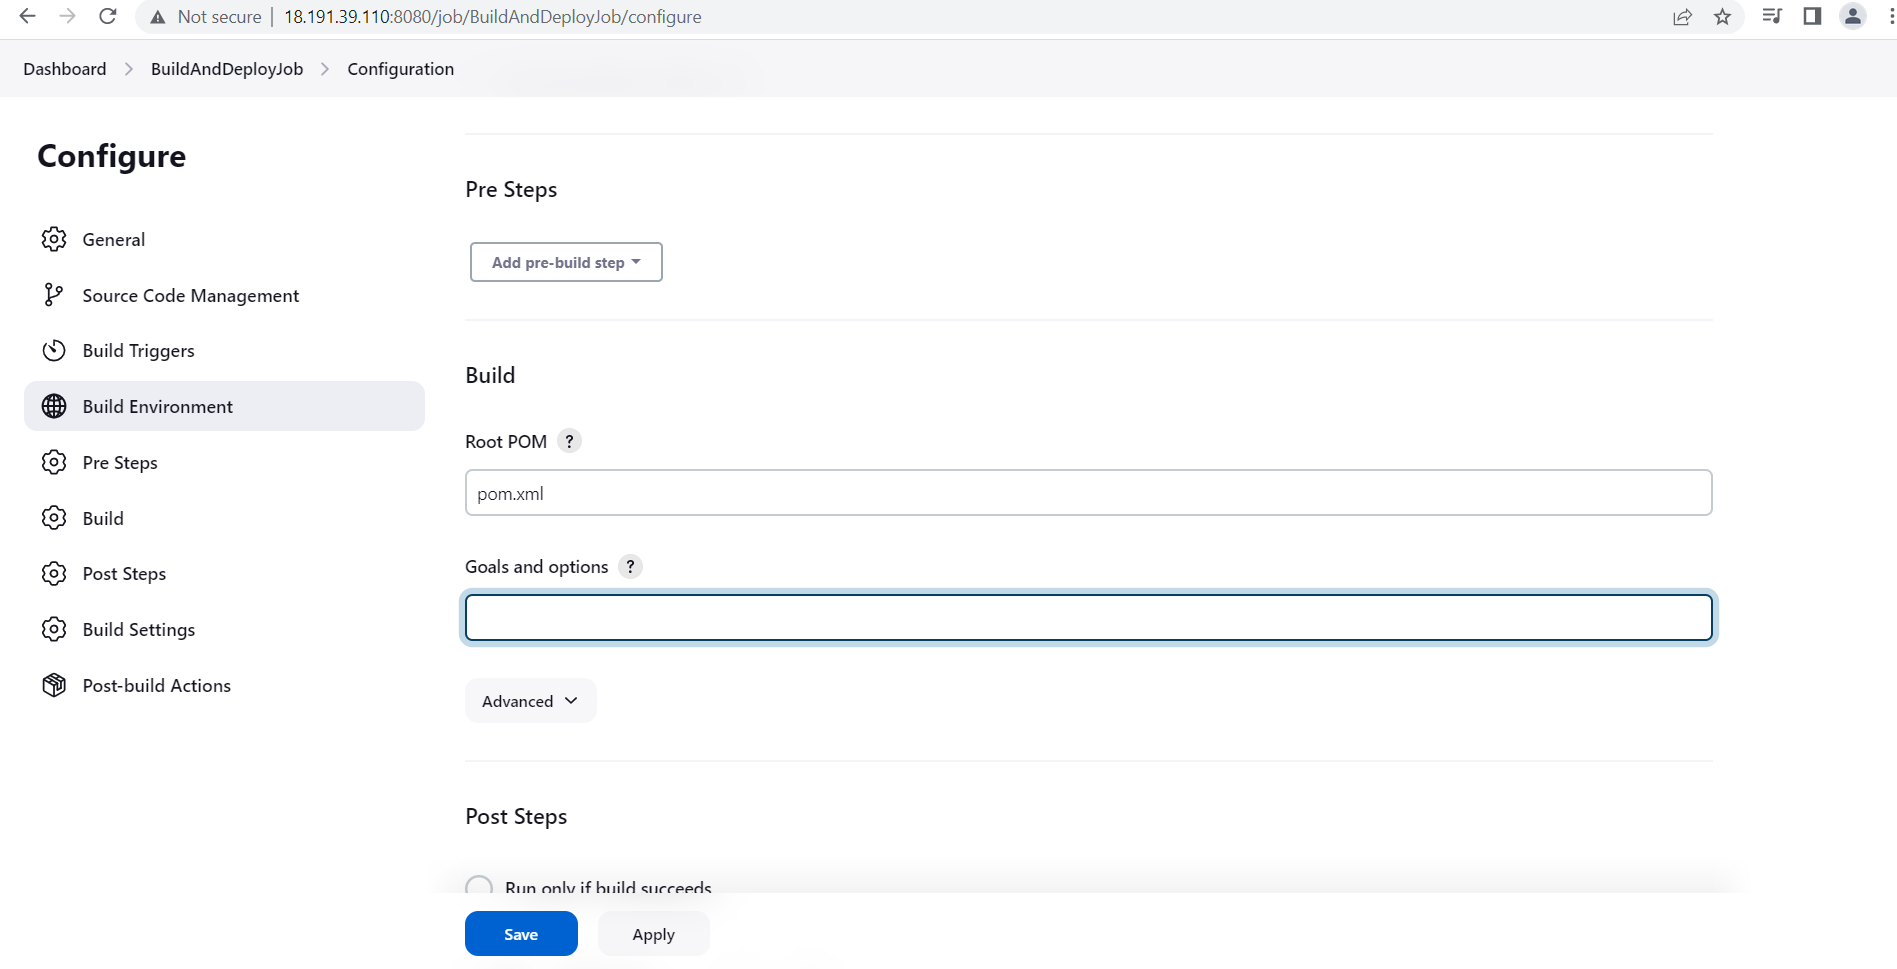 Not secure | 18.191.39.110:8080/job/BuildAndDeployJob/configure
Dashboard > BuildAndDeployJob > Configuration
Configure
General
Source Code Management
Build Triggers
Build Environment
Pre Steps
Build
Post Steps
Build Settings
Post-build Actions
Pre Steps
Add pre-build step
Build
Root POM ?
pom.xml
Goals and options ?
Advanced
Post Steps
Run only if build succeeds
Save Apply